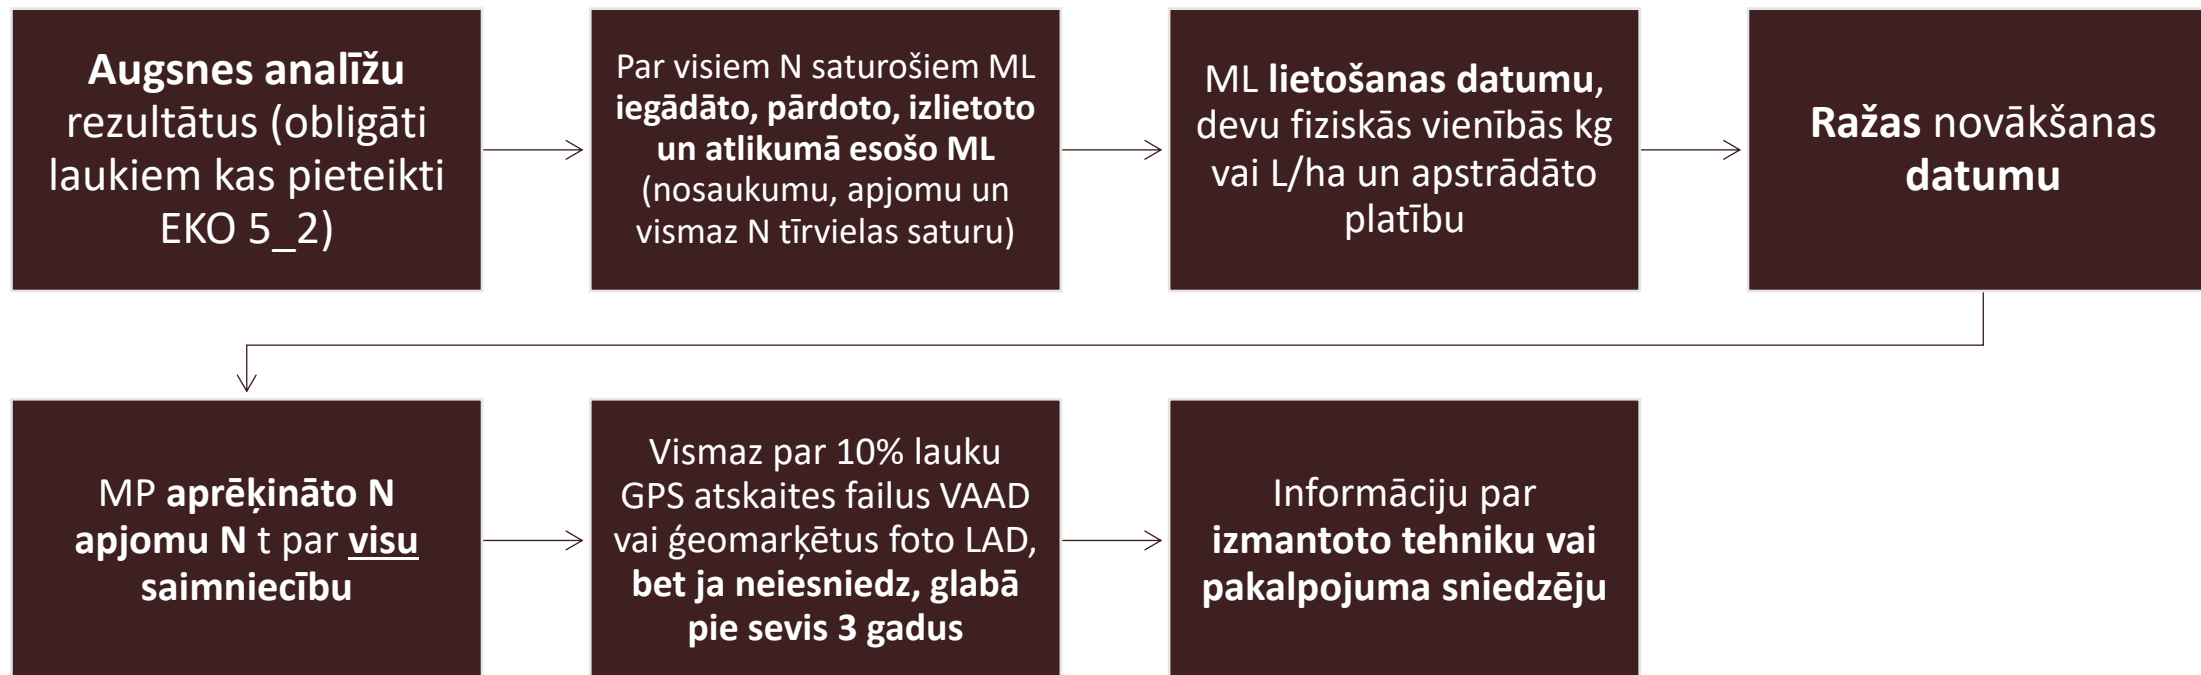 Augsnes analīžu
rezultātus (obligāti
laukiem kas pieteikti
EKO 5_2)
Par visiem N saturošiem ML
iegādāto, pārdoto, izlietoto
un atlikumā esošo ML
(nosaukumu, apjomu un
vismaz N tīrvielas saturu)
ML lietošanas datumu,
devu fiziskās vienībās kg
vai L/ha un apstrādāto
platību
Ražas novākšanas
datumu
MP aprēķināto N
apjomu N t par visu
saimniecību
Vismaz par 10% lauku
GPS atskaites failus VAAD
vai ģeomarķētus foto LAD,
bet ja neiesniedz, glabā
pie sevis 3 gadus
Informāciju par
izmantoto tehniku vai
pakalpojuma sniedzēju